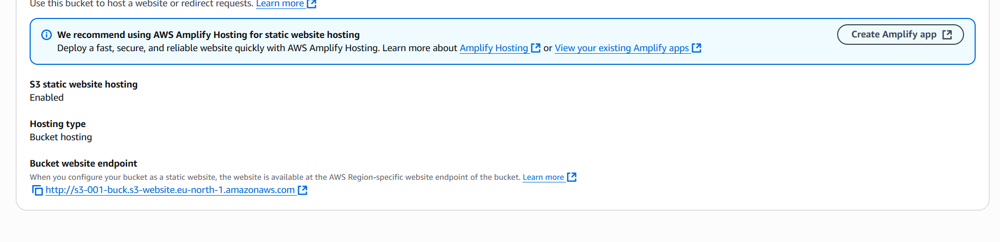 Use this bucket to host a website or redirect requests. Learn more
We recommend using AWS Amplify Hosting for static website hosting
Create Amplify app
Deploy a fast, secure, and reliable website quickly with AWS Amplify Hosting. Learn more about Amplify Hosting or View your existing Amplify apps
S3 static website hosting
Enabled
Hosting type
Bucket hosting
Bucket website endpoint
When you configure your bucket as a static website, the website is available at the AWS Region-specific website endpoint of the bucket. Learn more
http://s3-001-buck.s3-website.eu-north-1.amazonaws.com